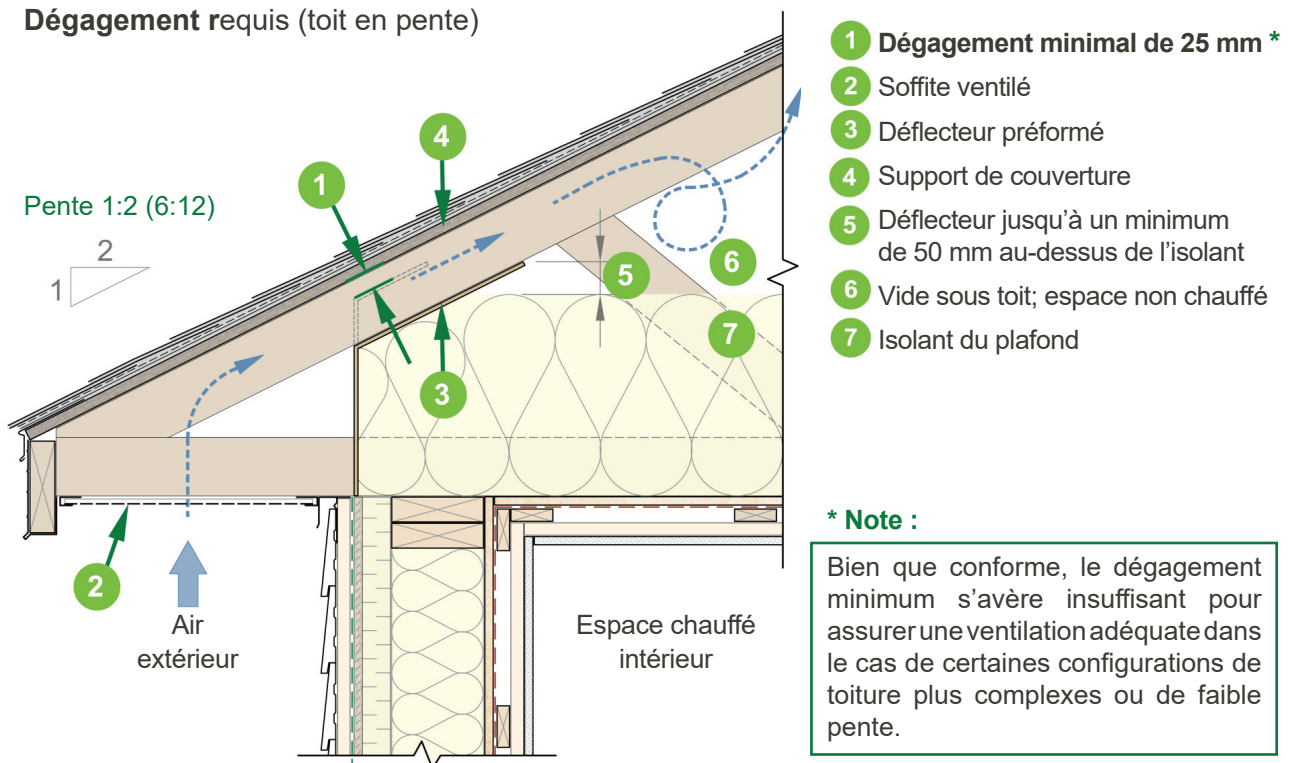 Dégagement requis (toit en pente)
Pente 1:2 (6:12)
2
1
1
4
5
6
7
3
2
Air
extérieur
Espace chauffé
intérieur
1 Dégagement minimal de 25 mm *
2 Soffite ventilé
3 Déflecteur préformé
4 Support de couverture
5 Déflecteur jusqu’à un minimum
de 50 mm au-dessus de l’isolant
6 Vide sous toit; espace non chauffé
7 Isolant du plafond
* Note :
Bien que conforme, le dégagement
minimum s’avère insuffisant pour
assurer une ventilation adéquate dans
le cas de certaines configurations de
toiture plus complexes ou de faible
pente.